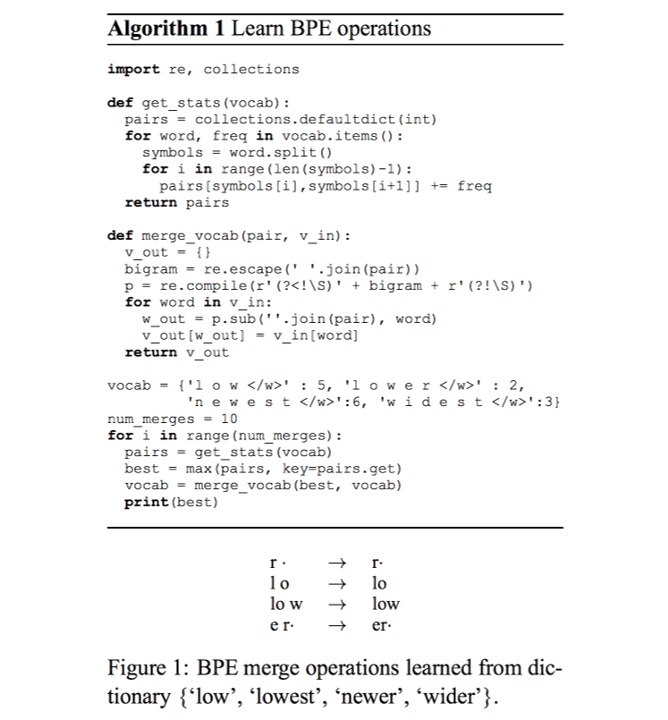 Algorithm 1 Learn BPE operations
import re, collections
def get_stats(vocab):
  pairs = collections.defaultdict(int)
  for word, freq in vocab.items():
    symbols = word.split()
    for i in range(len(symbols)-1):
      pairs[symbols[i],symbols[i+1]] += freq
  return pairs
def merge_vocab(pair, v_in):
  v_out = {}
  bigram = re.escape(' '.join(pair))
  p = re.compile(r'(?<!\S)' + bigram + r'(?!\S)')
  for word in v_in:
    w_out = p.sub(''.join(pair), word)
    v_out[w_out] = v_in[word]
  return v_out
vocab = {'l o w </w>' : 5, 'l o w e r </w>' : 2,
         'n e w e s t </w>':6, 'w i d e s t </w>':3}
num_merges = 10
for i in range(num_merges):
  pairs = get_stats(vocab)
  best = max(pairs, key=pairs.get)
  vocab = merge_vocab(best, vocab)
  print(best)
r · → r·
l o → lo
lo w → low
e r· → er·
Figure 1: BPE merge operations learned from dic-
tionary {‘low’, ‘lowest’, ‘newer’, ‘wider’}.